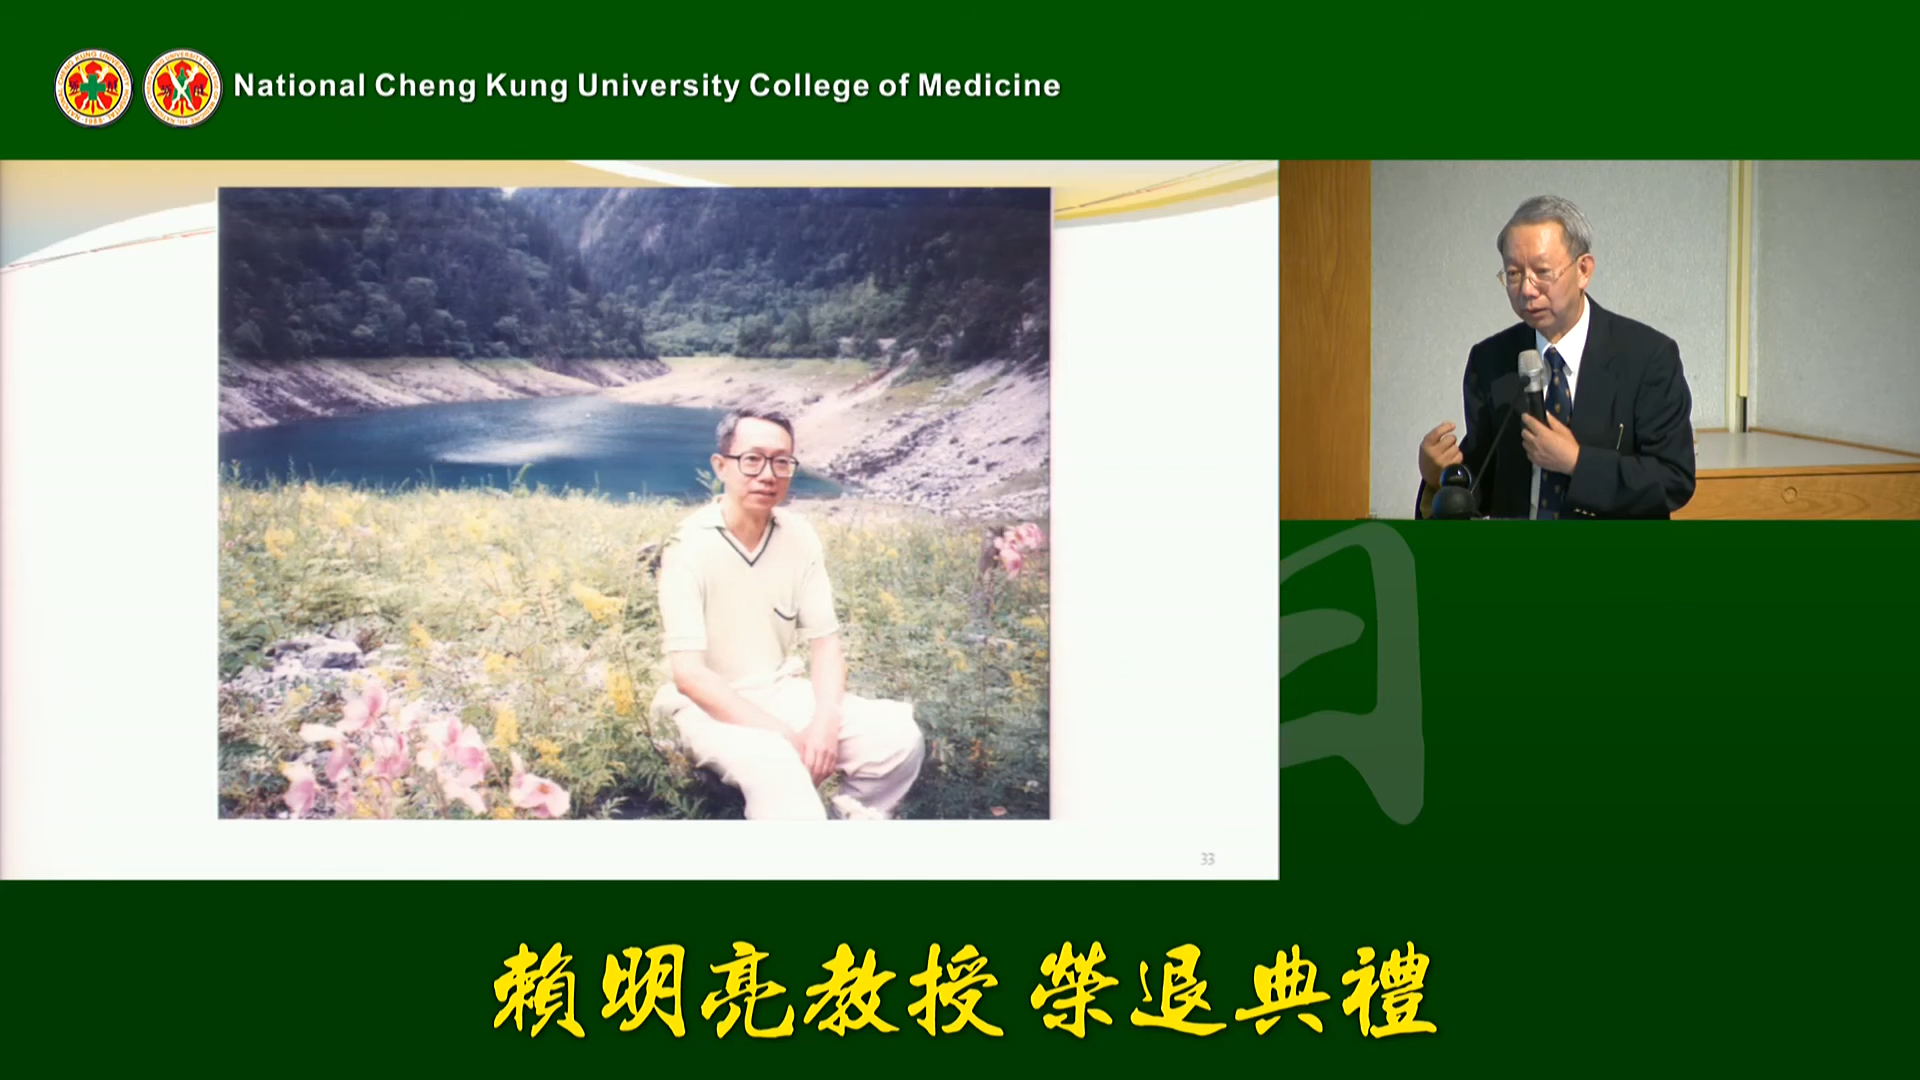 National Cheng Kung University College of Medicine
33
賴明亮教授 榮退典禮